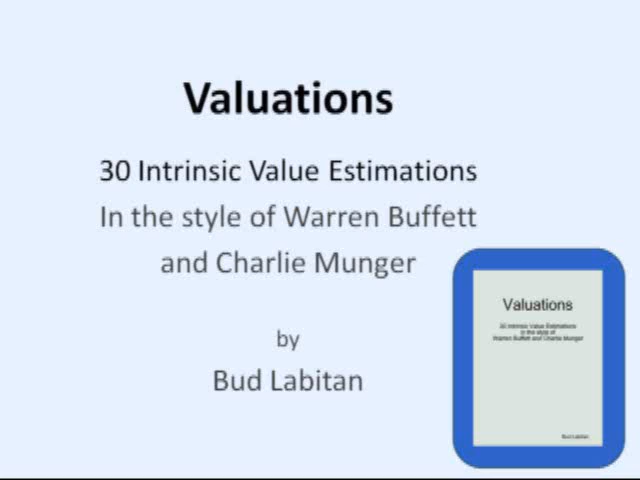 Valuations
30 Intrinsic Value Estimations
In the style of Warren Buffett
and Charlie Munger
by
Bud Labitan
Valuations
30 Intrinsic Value Estimations
in the style of
Warren Buffett and Charlie Munger
Bud Labitan